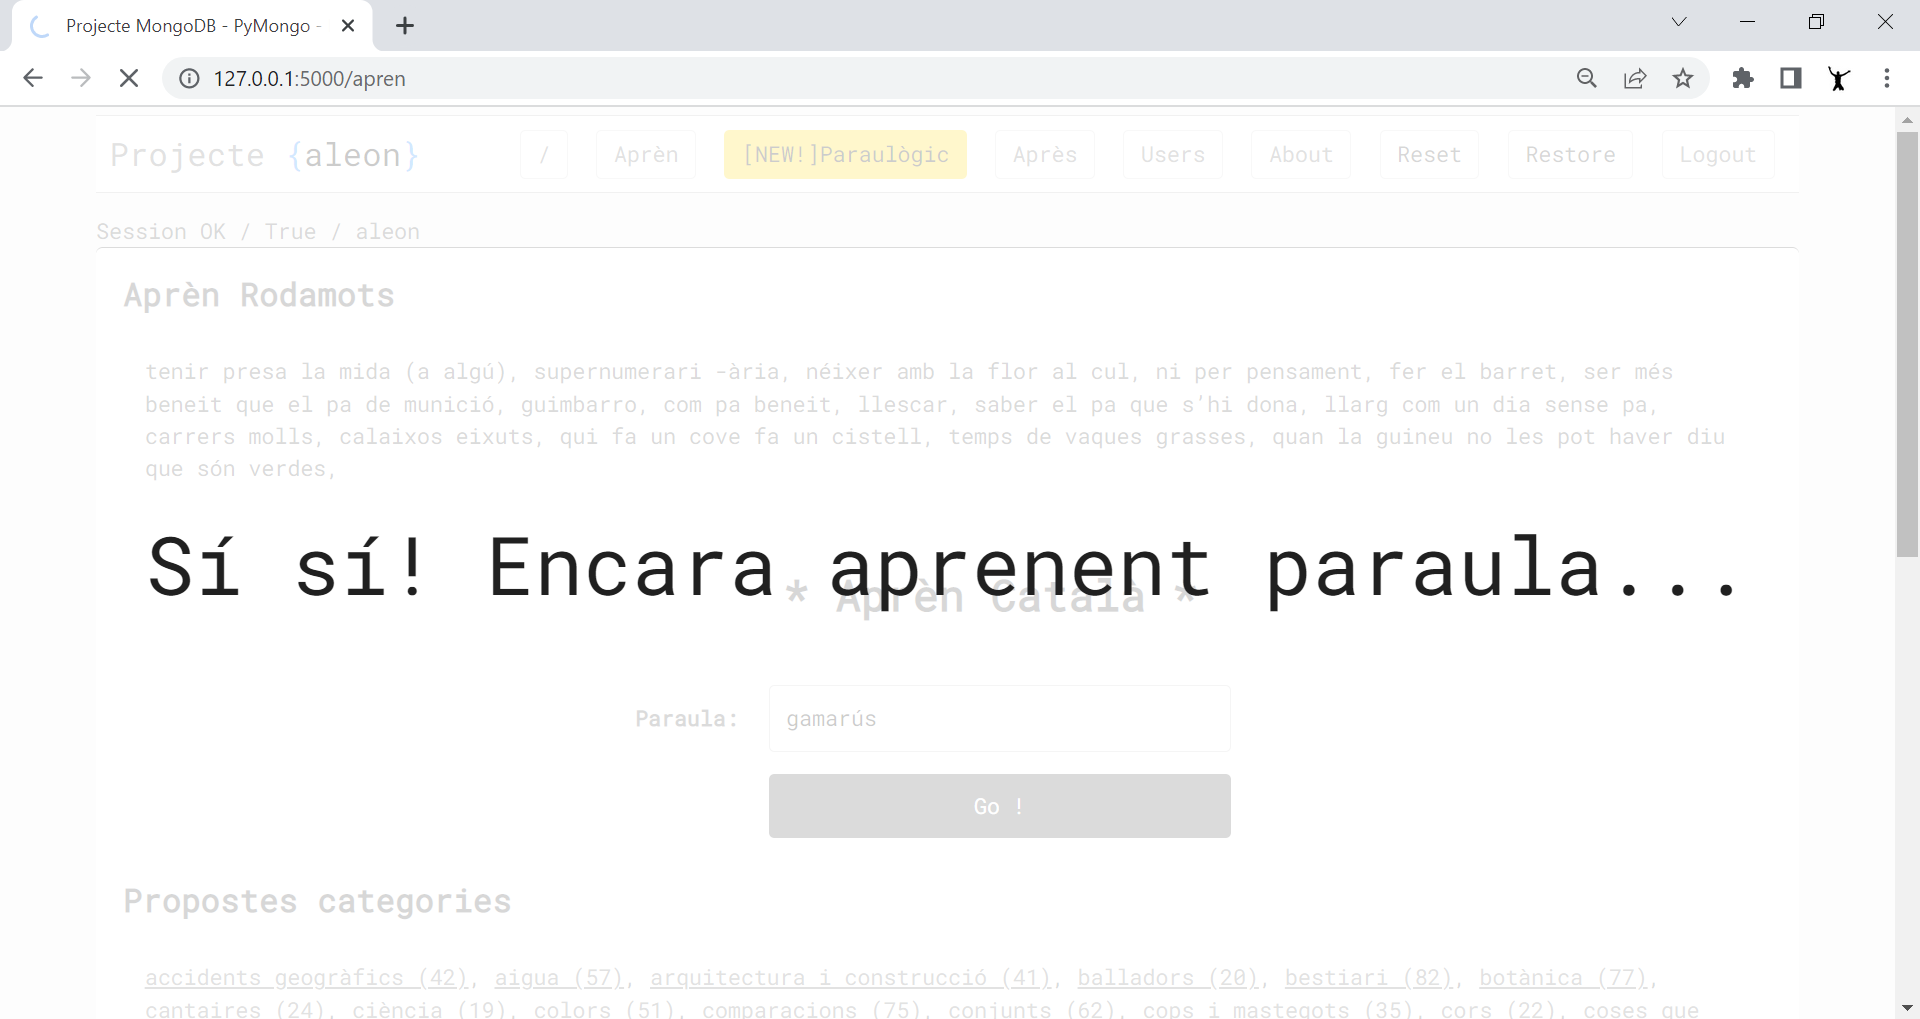 Projecte MongoDB - PyMongo -
127.0.0.1:5000/apren
Projecte {aleon} / Aprèn [NEW!]Paraulògic Après Users About Reset Restore Logout
Session OK / True / aleon
Aprèn Rodamots
tenir presa la mida (a algú), supernumerari -ària, néixer amb la flor al cul, ni per pensament, fer el barret, ser més
beneit que el pa de munició, guimbarro, com pa beneit, llescar, saber el pa que s'hi dona, llarg com un dia sense pa,
carrers molls, calaixos eixuts, qui fa un cove fa un cistell, temps de vaques grasses, quan la guineu no les pot haver diu
que són verdes,
Sí sí! Encara aprenent paraula...
* Aprèn Català *
Paraula: gamarús
Go !
Propostes categories
accidents geogràfics (42), aigua (57), arquitectura i construcció (41), balladors (20), bestiari (82), botànica (77),
cantaires (24), ciència (19), colors (51), comparacions (75), conjunts (62), cops i mastegots (35), cors (22), coses que